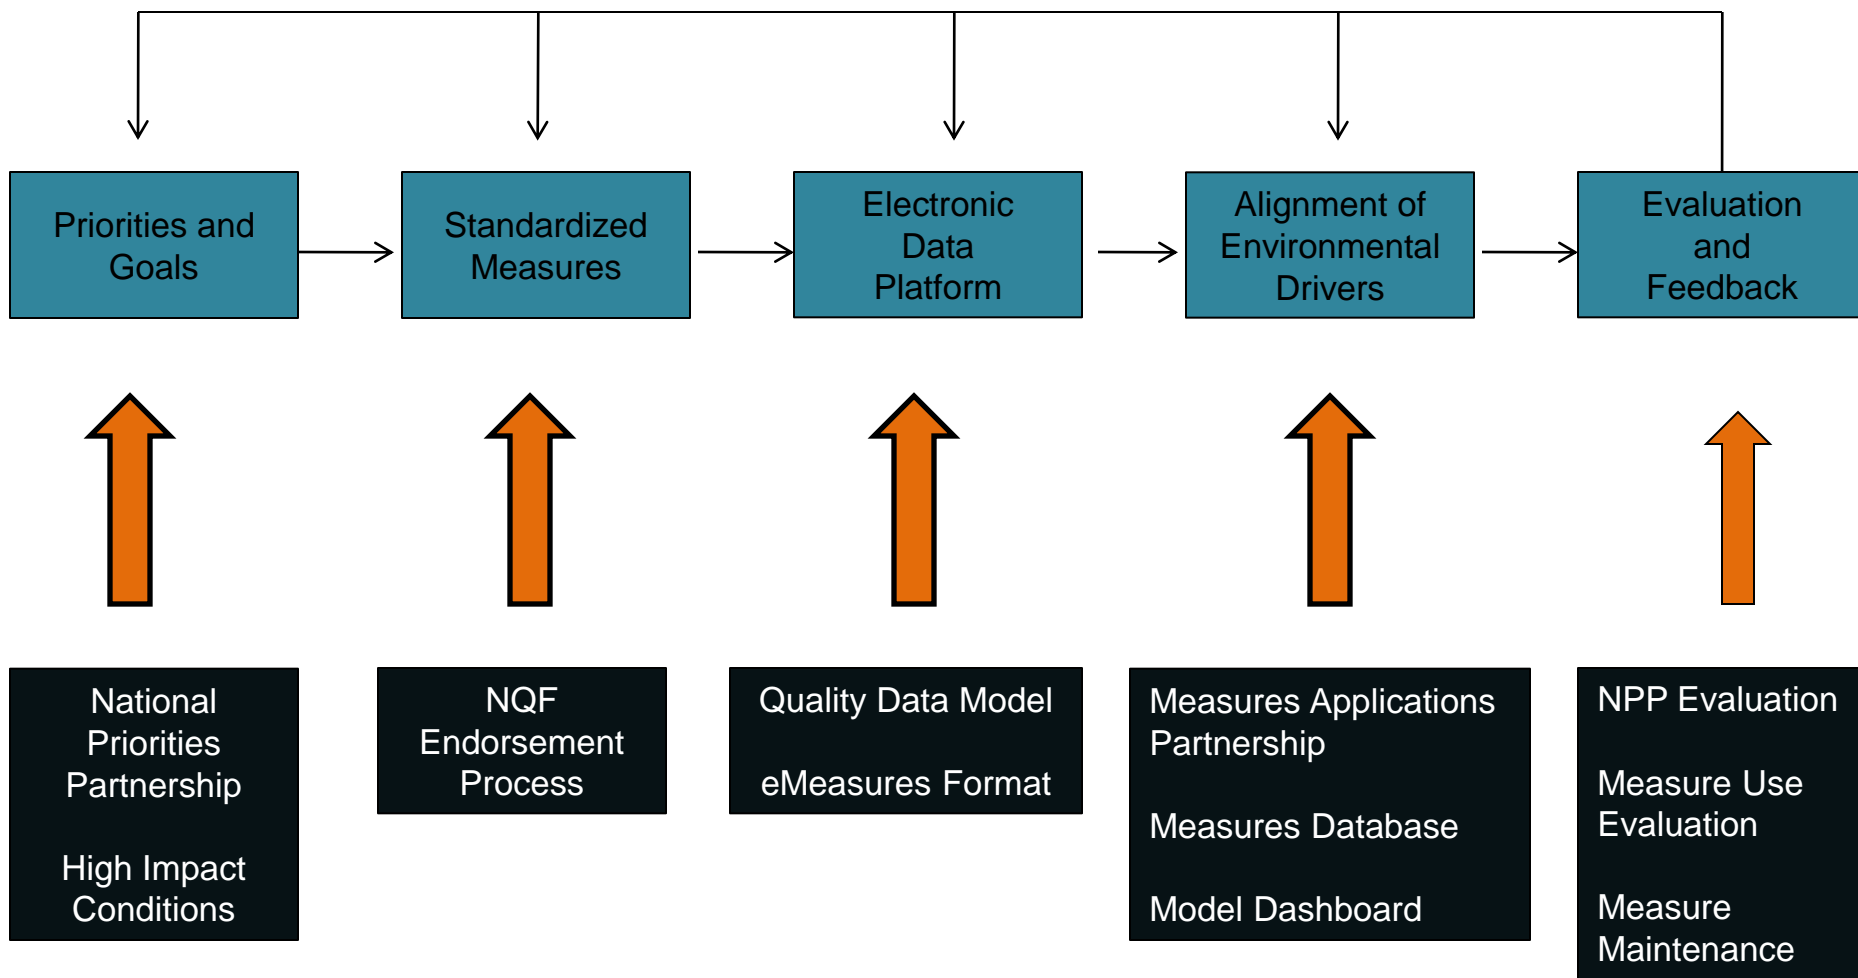 Priorities and
Goals
Standardized
Measures
Electronic
Data
Platform
Alignment of
Environmental
Drivers
Evaluation
and
Feedback
National
Priorities
Partnership
High Impact
Conditions
NQF
Endorsement
Process
Quality Data Model
eMeasures Format
Measures Applications
Partnership
Measures Database
Model Dashboard
NPP Evaluation
Measure Use
Evaluation
Measure
Maintenance